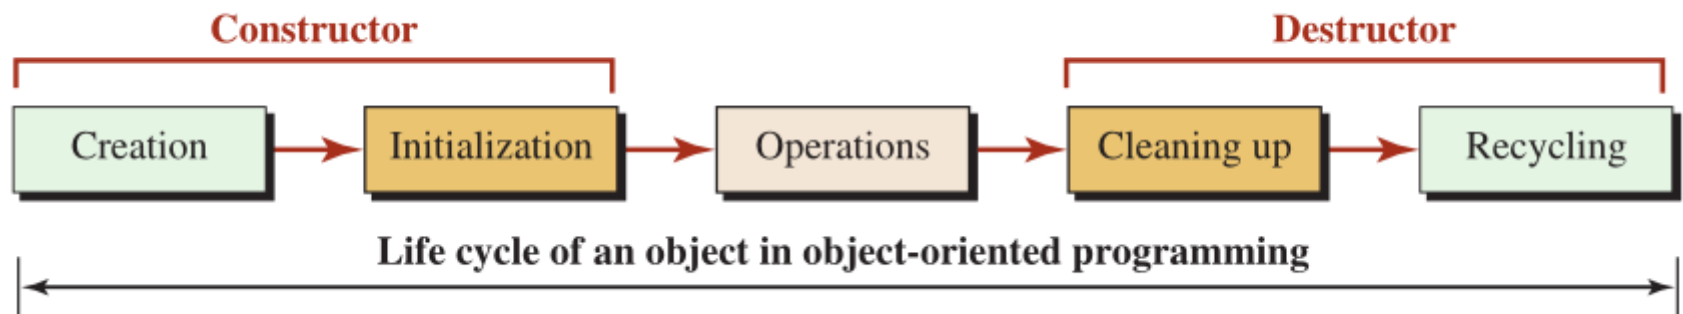 Constructor
Destructor
Creation
Initialization
Operations
Cleaning up
Recycling
Life cycle of an object in object-oriented programming